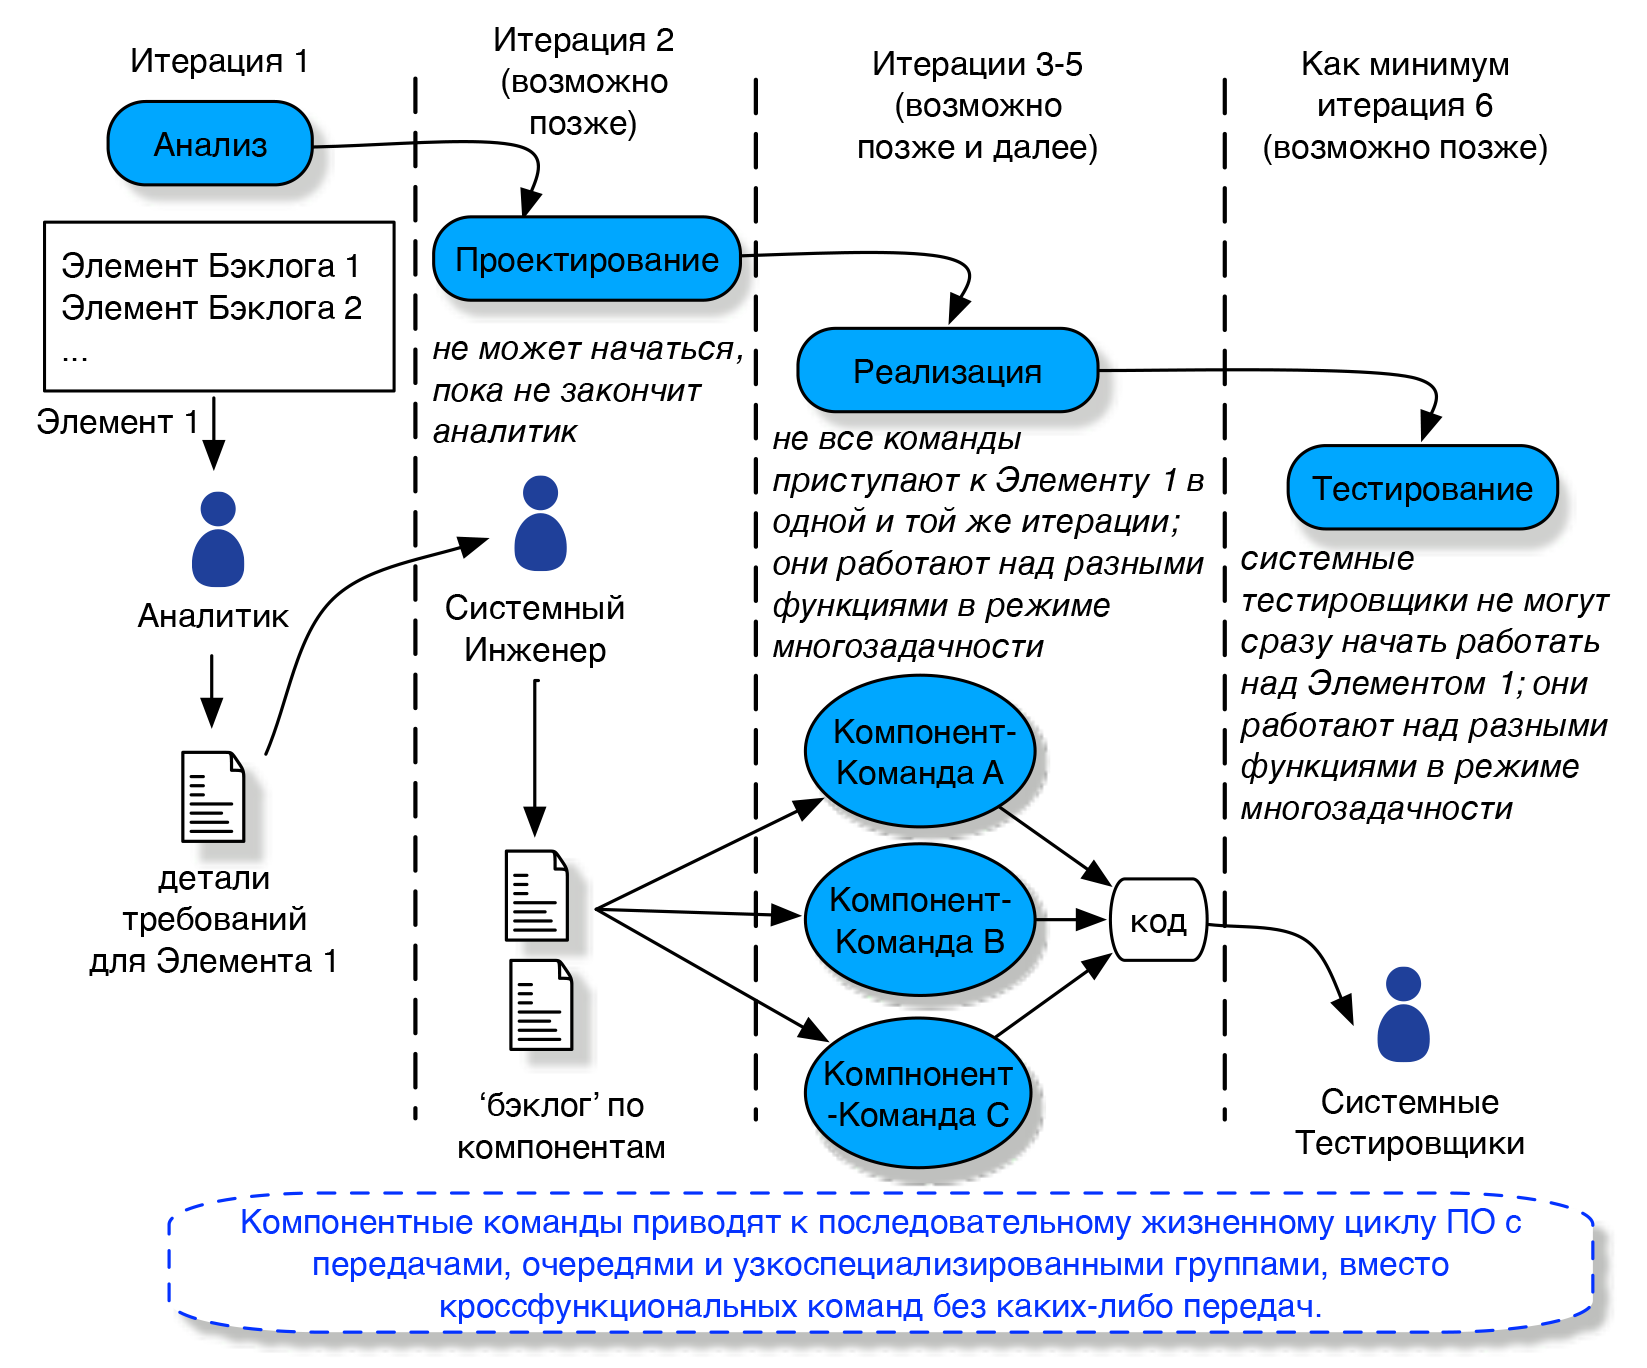 Итерация 1
Анализ
Элемент Бэклога 1
Элемент Бэклога 2
...
Элемент 1
Аналитик
детали
требований
для Элемента 1
Итерация 2
(возможно
позже)
Проектирование
не может начаться,
пока не закончит
аналитик
Системный
Инженер
‘бэклог’ по
компонентам
Итерации 3-5
(возможно
позже и далее)
Реализация
не все команды
приступают к Элементу 1 в
одной и той же итерации;
они работают над разными
функциями в режиме
многозадачности
Компонент-
Команда A
Компонент-
Команда B
Компнонент
-Команда C
код
Как минимум
итерация 6
(возможно позже)
Тестирование
системные
тестировщики не могут
сразу начать работать
над Элементом 1; они
работают над разными
функциями в режиме
многозадачности
Системные
Тестировщики
Компонентные команды приводят к последовательному жизненному циклу ПО с
передачами, очередями и узкоспециализированными группами, вместо
кроссфункциональных команд без каких-либо передач.